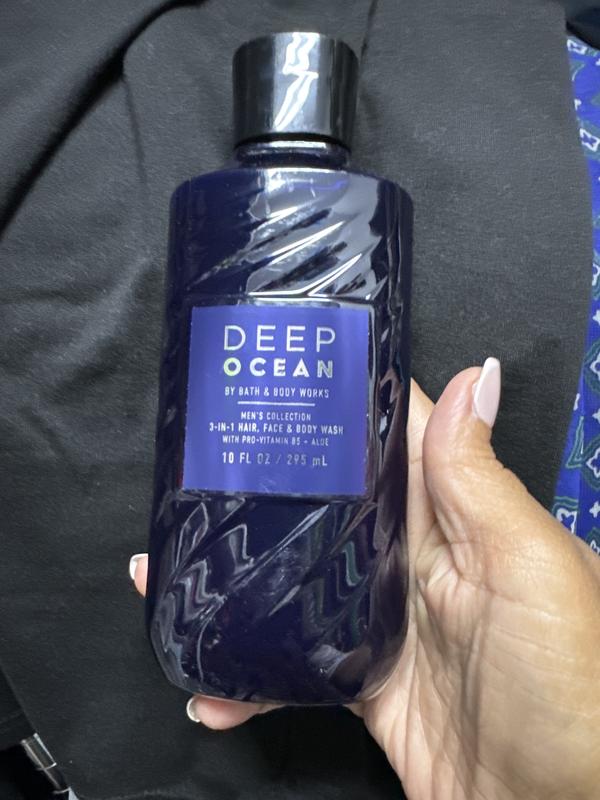 DEEP
OCEAN
BY BATH & BODY WORKS
MEN'S COLLECTION
3-IN-1 HAIR, FACE & BODY WASH
WITH PRO-VITAMIN B5 + ALOE
10 FL OZ / 295 mL